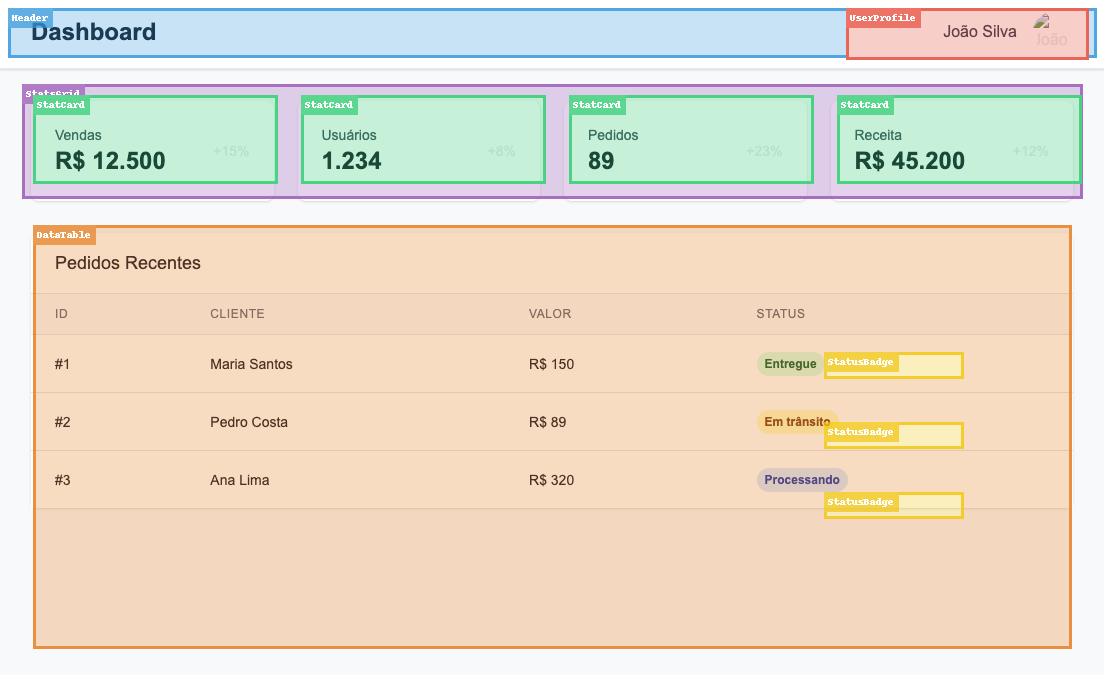 Header
Dashboard
UserProfile
João Silva
João
StatsGrid
StatCard
Vendas
R$ 12.500
+15%
StatCard
Usuários
1.234
+8%
StatCard
Pedidos
89
+23%
StatCard
Receita
R$ 45.200
+12%
DataTable
Pedidos Recentes
ID CLIENTE VALOR STATUS
#1 Maria Santos R$ 150 Entregue StatusBadge
#2 Pedro Costa R$ 89 Em trânsito StatusBadge
#3 Ana Lima R$ 320 Processando
StatusBadge